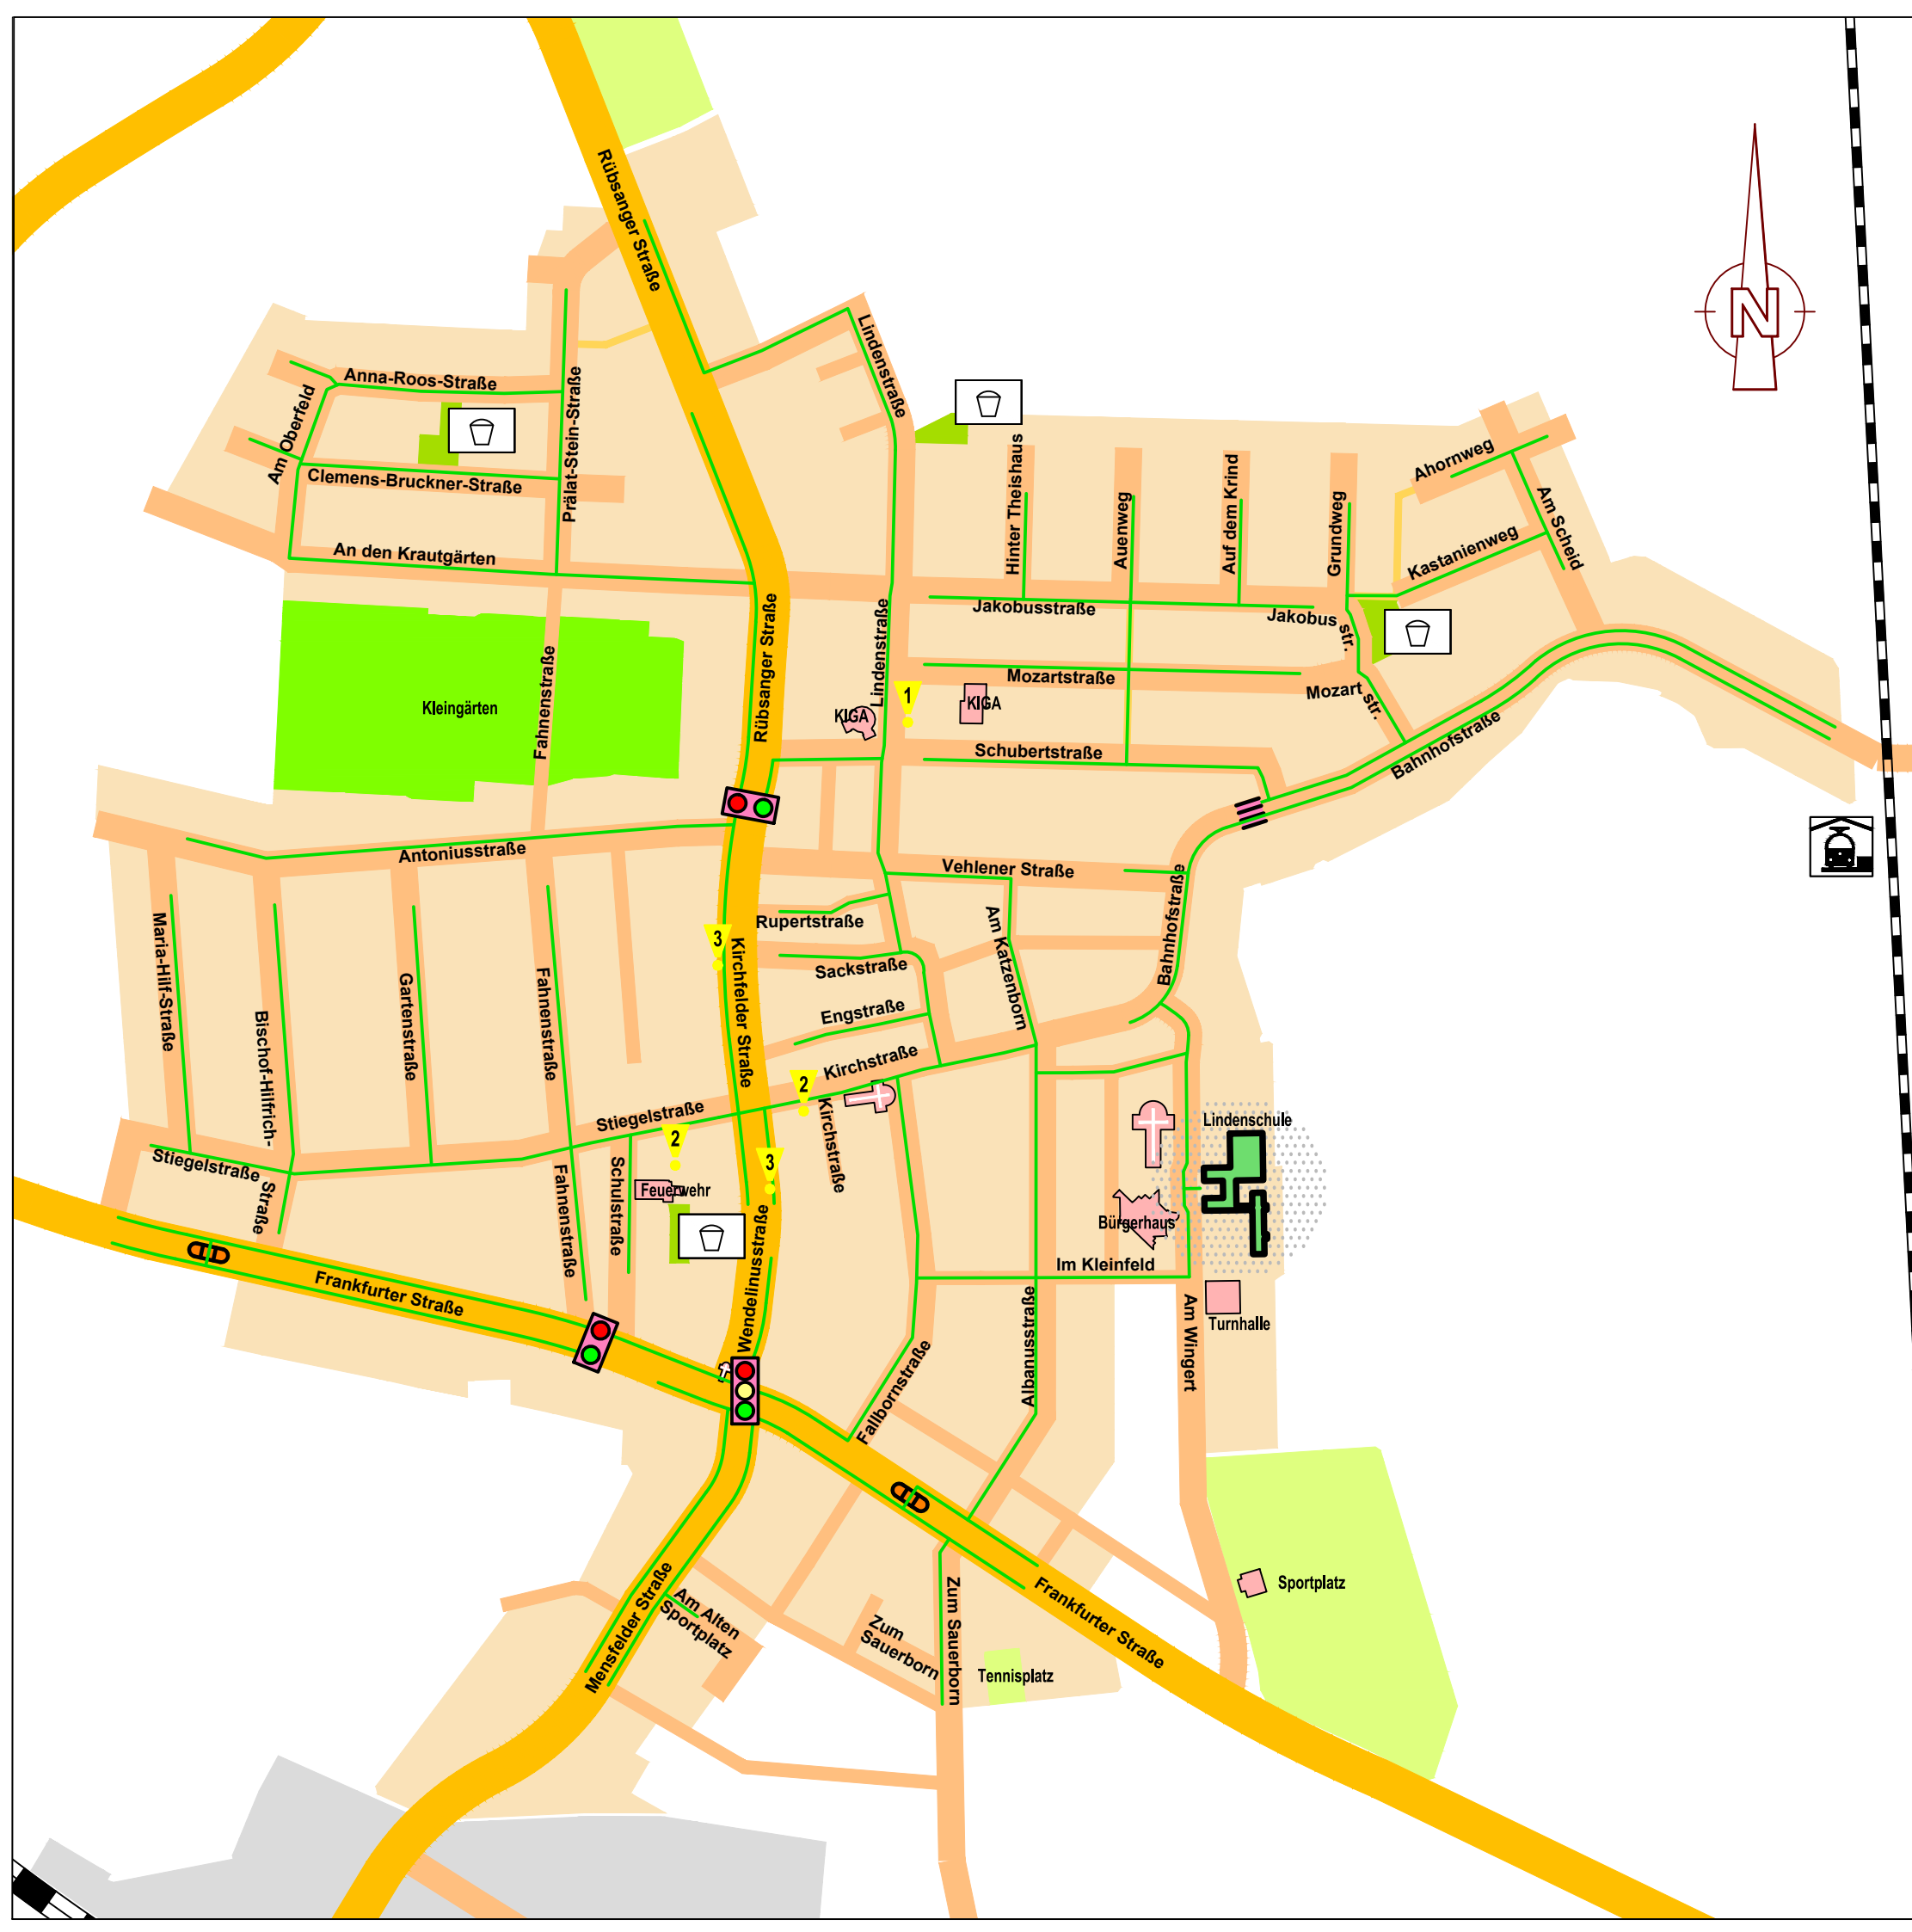 Rübsanger Straße
N
Lindenstraße
Anna-Roos-Straße
Prälat-Stein-Straße
Am Oberfeld
Clemens-Bruckner-Straße
An den Krautgärten
Hinter Theishaus
Auenweg
Auf dem Krind
Grundweg
Ahornweg
Am Scheid
Kastanienweg
Jakobusstraße
Jakobus
str.
Lindenstraße
Rübsanger Straße
Fahnenstraße
Kleingärten
Mozartstraße
Mozart
str.
KIGA
1
KIGA
Schubertstraße
Bahnhofstraße
Antoniusstraße
Vehlener Straße
Bahnhofstraße
Maria-Hilf-Straße
Bischof-Hilfrich-
Straße
Gartenstraße
Fahnenstraße
3
Kirchfelder Straße
Rupertstraße
Sackstraße
Engstraße
Am Katzenborn
Kirchstraße
2
Kirchstraße
Stiegelstraße
2
3
Lindenschule
Stiegelstraße
Fahnenstraße
Schulstraße
Feuerwehr
Wendelinusstraße
Bürgerhaus
Im Kleinfeld
Frankfurter Straße
Albanusstraße
Am Wingert
Turnhalle
Fallbornstraße
Mensfelder Straße
Am Alten
Sportplatz
Zum
Sauerborn
Zum Sauerborn
Frankfurter Straße
Sportplatz
Tennisplatz